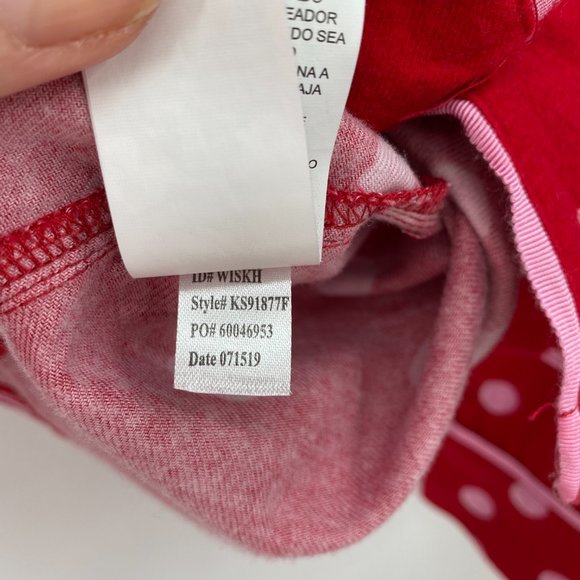 EADOR
DO SEA
NA A
AJA
ID# WISKH
Style# KS91877F
PO# 60046953
Date 071519